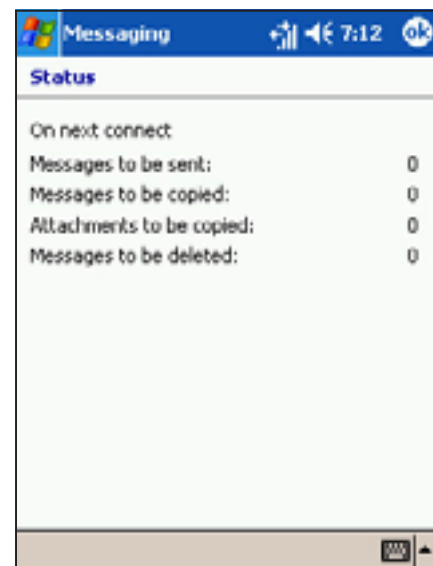 Messaging 7:12 ok
Status
On next connect
Messages to be sent: 0
Messages to be copied: 0
Attachments to be copied: 0
Messages to be deleted: 0